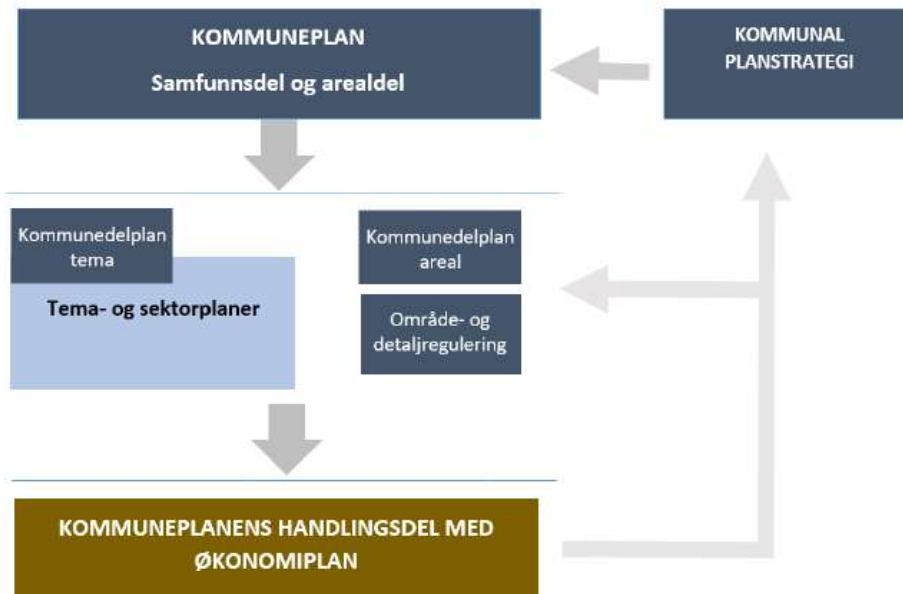 KOMMUNEPLAN
Samfunnsdel og arealdel
KOMMUNAL
PLANSTRATEGI
Kommunedelplan
tema
Tema- og sektorplaner
Kommunedelplan
areal
Område- og
detaljregulering
KOMMUNEPLANENS HANDLINGSDEL MED
ØKONOMIPLAN